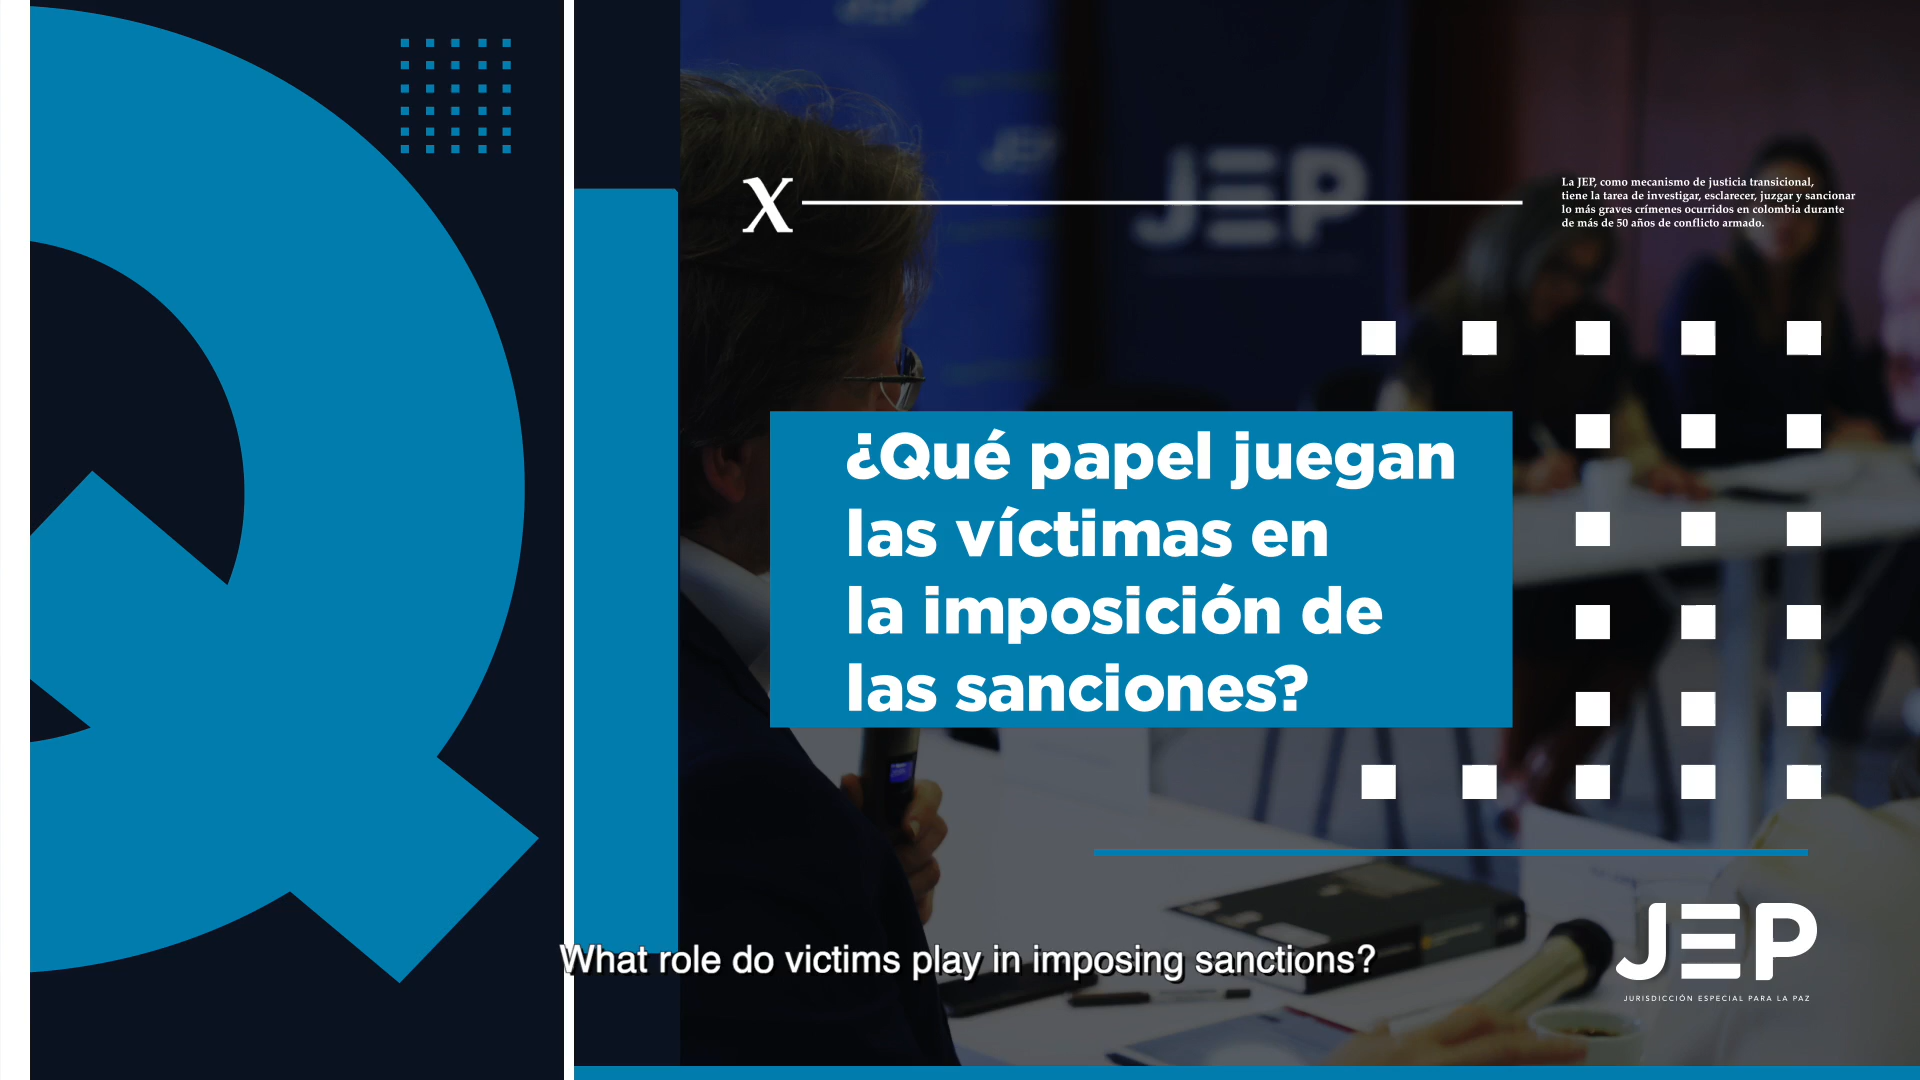 X
La JEP, como mecanismo de justicia transicional,
tiene la tarea de investigar, esclarecer, juzgar y sancionar
lo más graves crímenes ocurridos en colombia durante
de más de 50 años de conflicto armado.
JEP
¿Qué papel juegan
las víctimas en
la imposición de
las sanciones?
What role do victims play in imposing sanctions?
JEP
JURISDICCIÓN ESPECIAL PARA LA PAZ